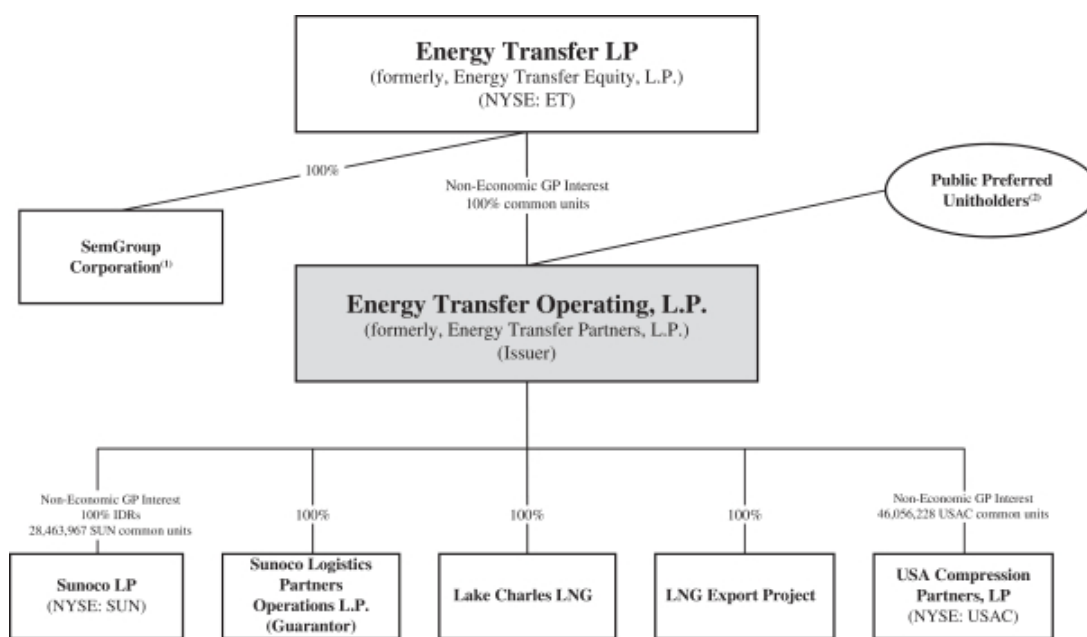 Energy Transfer LP
(formerly, Energy Transfer Equity, L.P.)
(NYSE: ET)
100%
Non-Economic GP Interest
100% common units
Public Preferred
Unitholders(2)
SemGroup
Corporation(1)
Energy Transfer Operating, L.P.
(formerly, Energy Transfer Partners, L.P.)
(Issuer)
Non-Economic GP Interest
100% IDRs
28,463,967 SUN common units
100%
100%
100%
Non-Economic GP Interest
46,056,228 USAC common units
Sunoco LP
(NYSE: SUN)
Sunoco Logistics
Partners
Operations L.P.
(Guarantor)
Lake Charles LNG
LNG Export Project
USA Compression
Partners, LP
(NYSE: USAC)